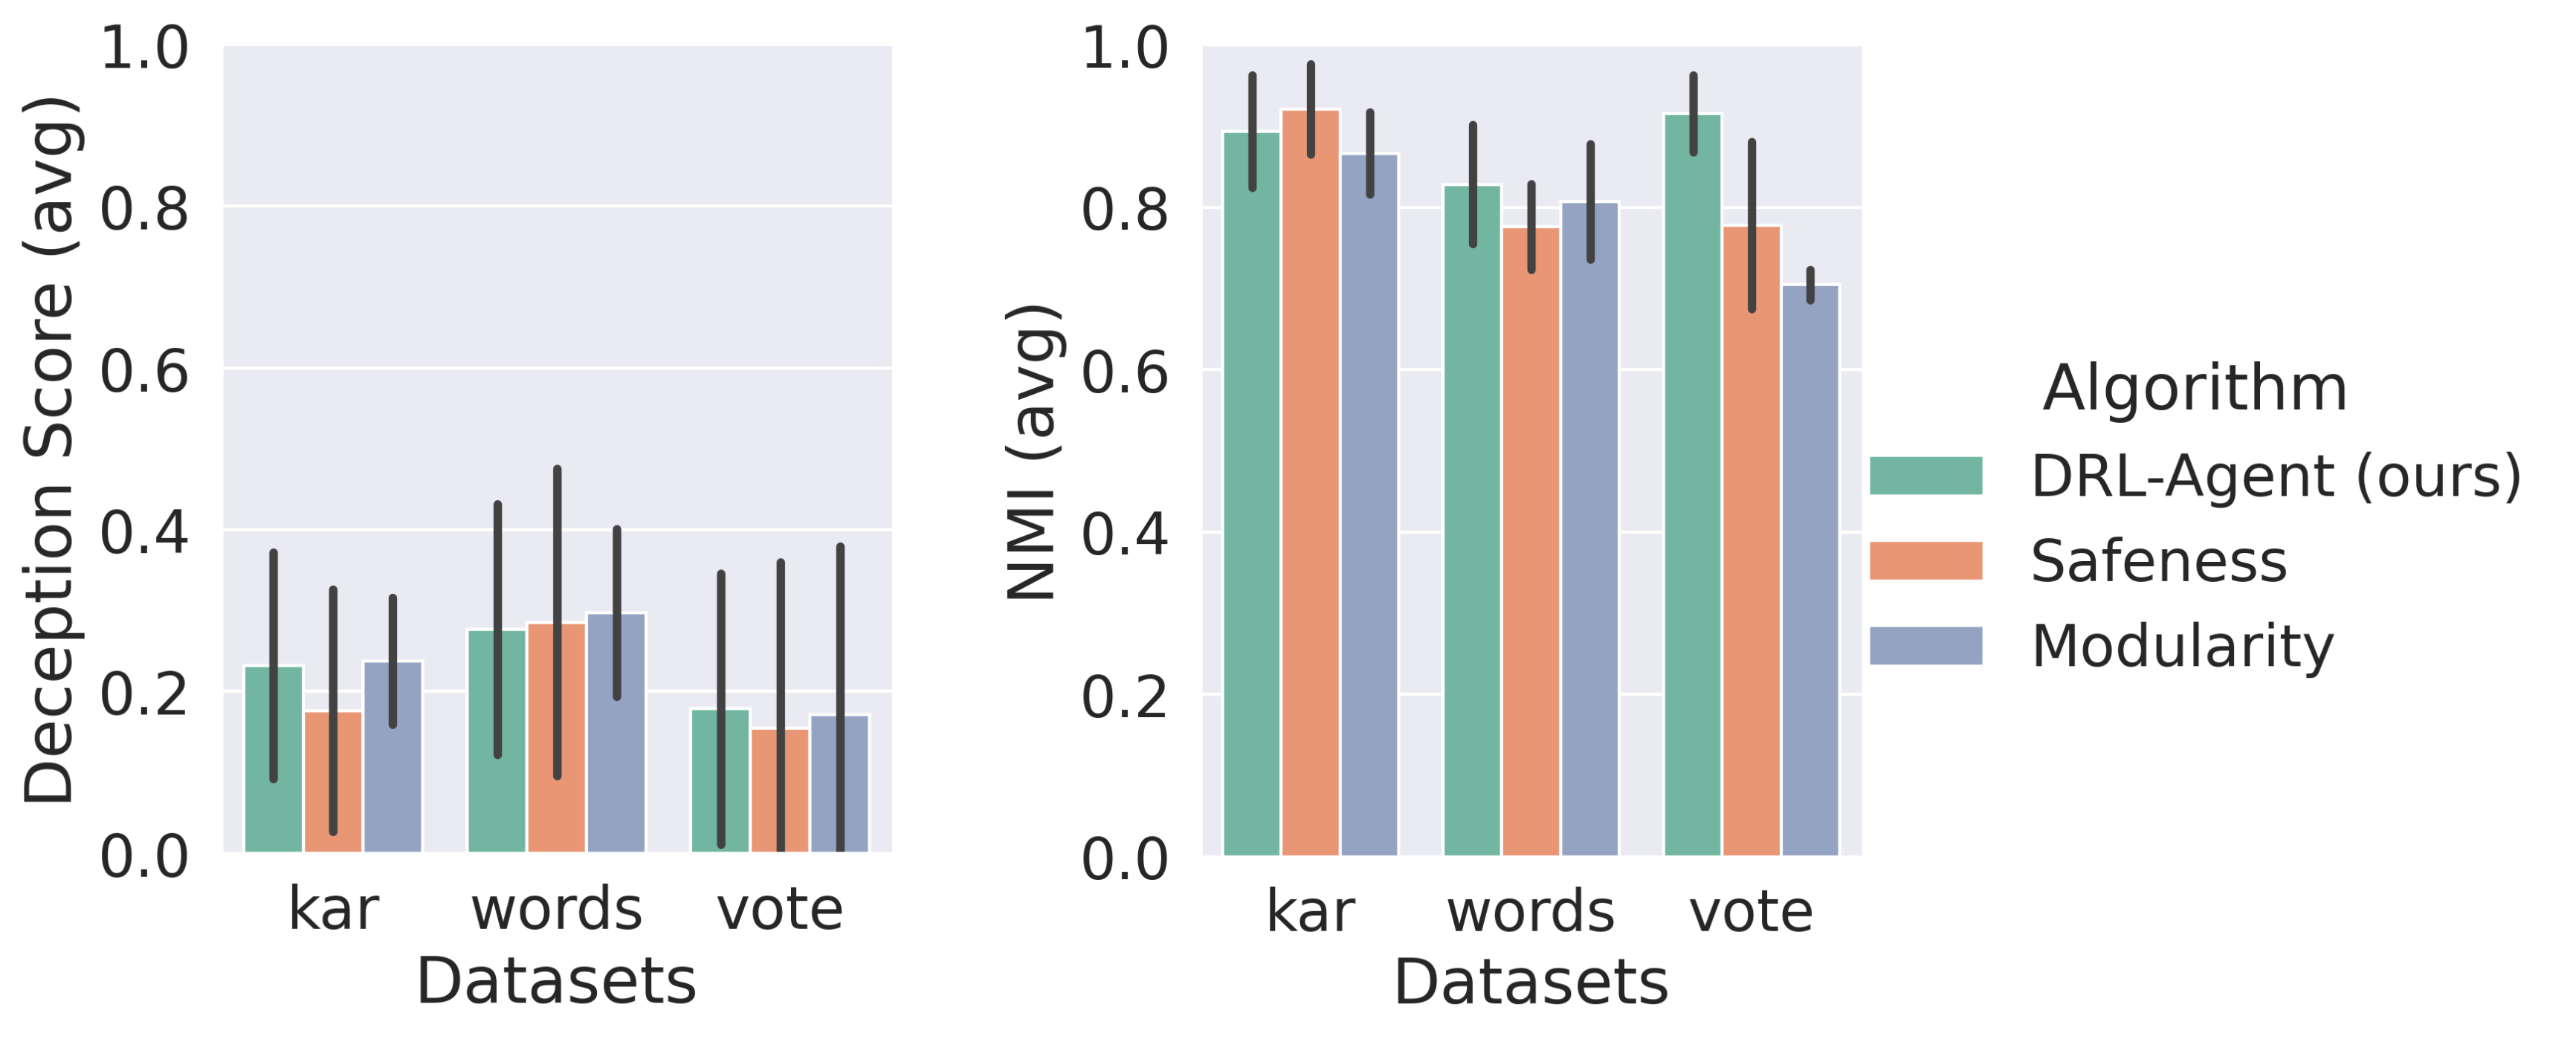 Deception Score (avg)
1.0
0.8
0.6
0.4
0.2
0.0
kar words vote
Datasets
NMI (avg)
1.0
0.8
0.6
0.4
0.2
0.0
kar words vote
Datasets
Algorithm
DRL-Agent (ours)
Safeness
Modularity